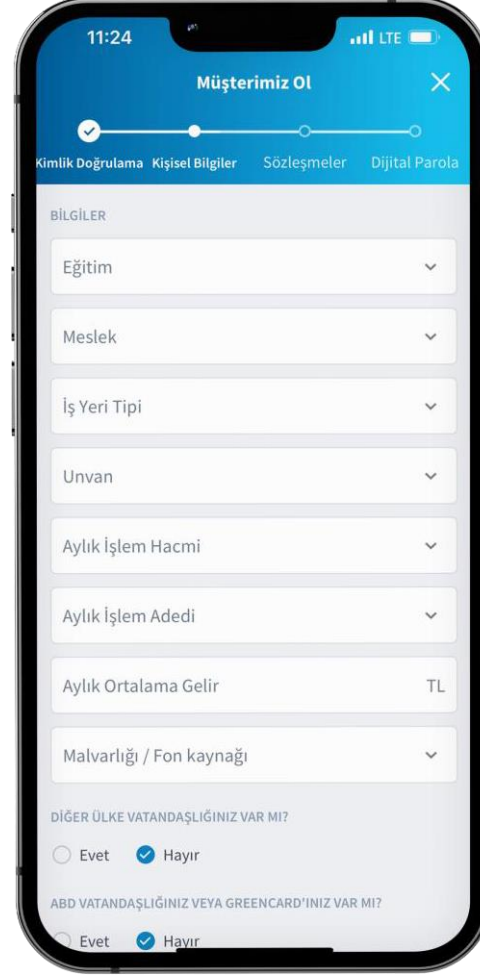 11:24
LTE
Müşterimiz Ol
Kimlik Doğrulama Kişisel Bilgiler Sözleşmeler Dijital Parola
BİLGİLER
Eğitim
Meslek
İş Yeri Tipi
Unvan
Aylık İşlem Hacmi
Aylık İşlem Adedi
Aylık Ortalama Gelir TL
Malvarlığı / Fon kaynağı
DİĞER ÜLKE VATANDAŞLIĞINIZ VAR MI?
Evet Hayır
ABD VATANDAŞLIĞINIZ VEYA GREENCARD'INIZ VAR MI?
Evet Hayır